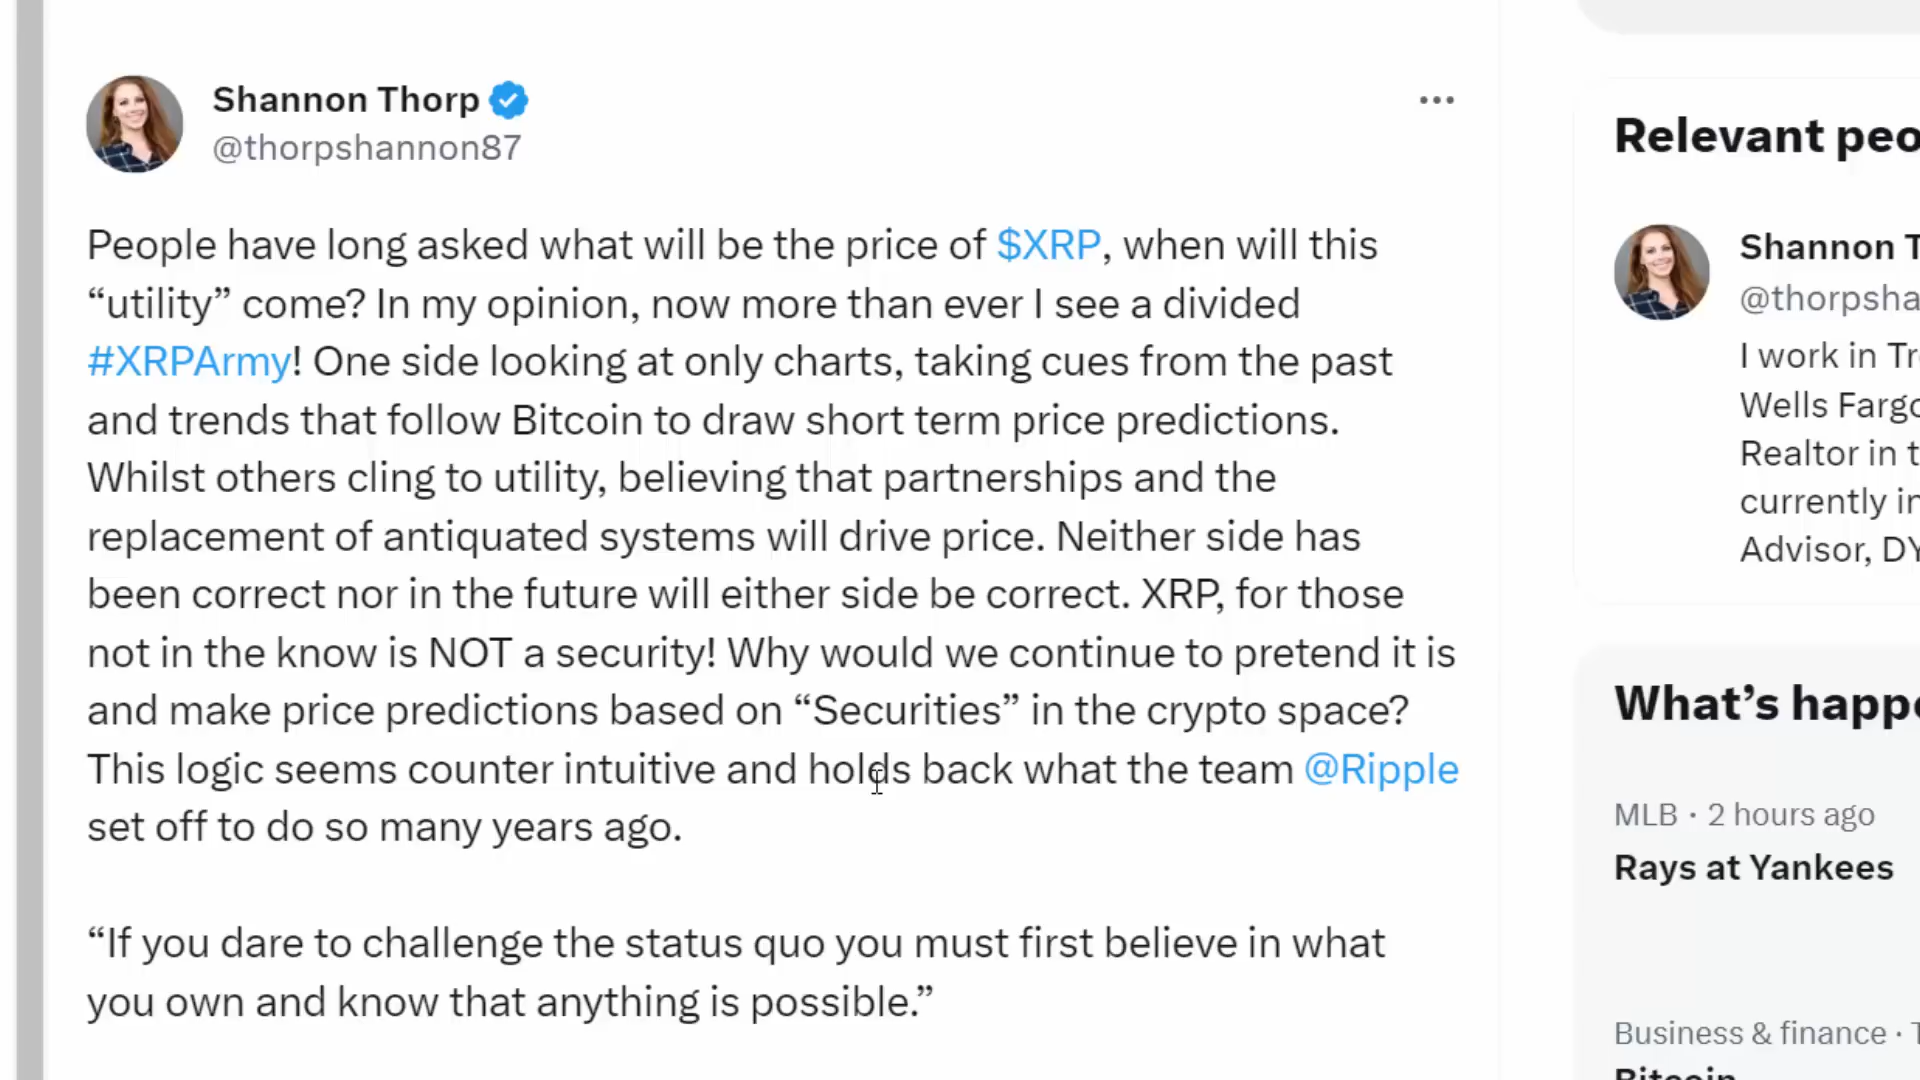 Shannon Thorp
@thorpshannon87
People have long asked what will be the price of $XRP, when will this
“utility” come? In my opinion, now more than ever I see a divided
#XRPArmy! One side looking at only charts, taking cues from the past
and trends that follow Bitcoin to draw short term price predictions.
Whilst others cling to utility, believing that partnerships and the
replacement of antiquated systems will drive price. Neither side has
been correct nor in the future will either side be correct. XRP, for those
not in the know is NOT a security! Why would we continue to pretend it is
and make price predictions based on “Securities” in the crypto space?
This logic seems counter intuitive and holds back what the team @Ripple
set off to do so many years ago.
“If you dare to challenge the status quo you must first believe in what
you own and know that anything is possible.”
Relevant peo
Shannon T
@thorpsha
I work in Tr
Wells Fargo
Realtor in t
currently in
Advisor, DY
What’s happe
MLB · 2 hours ago
Rays at Yankees
Business & finance · T
Bitcoin